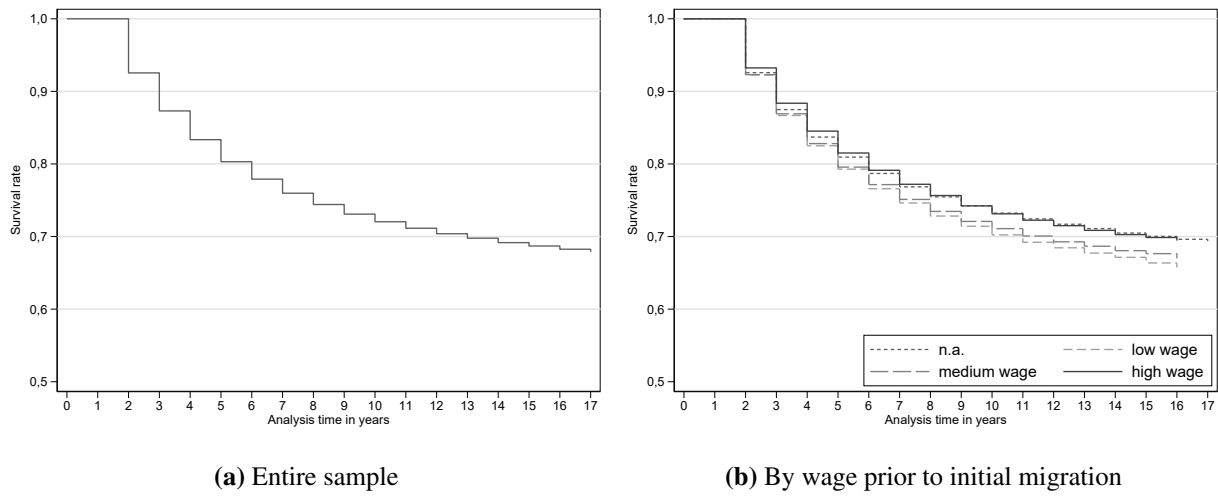 1,0
0,9
0,8
0,7
0,6
0,5
Survival rate
0 1 2 3 4 5 6 7 8 9 10 11 12 13 14 15 16 17
Analysis time in years
(a) Entire sample
1,0
0,9
0,8
0,7
0,6
0,5
Survival rate
n.a. low wage
medium wage high wage
0 1 2 3 4 5 6 7 8 9 10 11 12 13 14 15 16 17
Analysis time in years
(b) By wage prior to initial migration